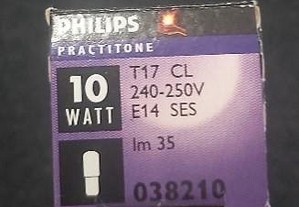 PHILIPS
PRACTITONE
10
WATT
T17 CL
240-250V
E14 SES
lm 35
038210